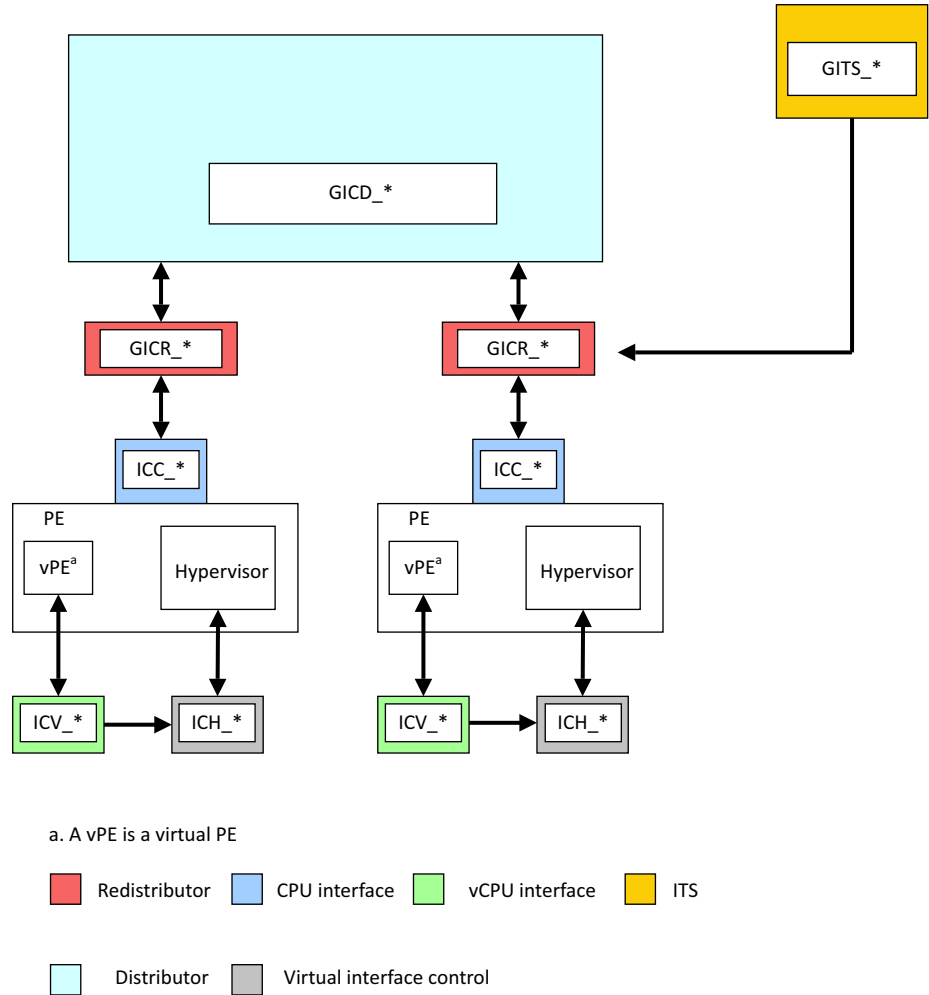 GITS_*
GICD_*
GICR_*
GICR_*
ICC_*
ICC_*
PE
PE
vPEᵃ
Hypervisor
vPEᵃ
Hypervisor
ICV_*
ICH_*
ICV_*
ICH_*
a. A vPE is a virtual PE
Redistributor
CPU interface
vCPU interface
ITS
Distributor
Virtual interface control